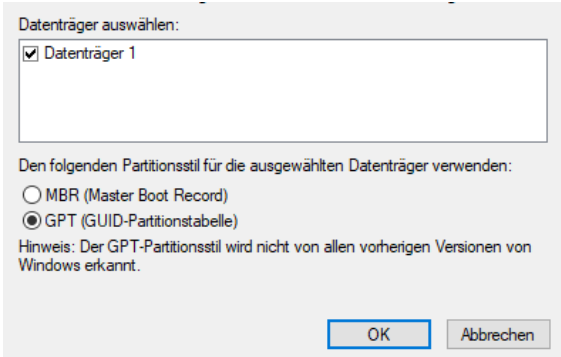 Datenträger auswählen:
Datenträger 1
Den folgenden Partitionsstil für die ausgewählten Datenträger verwenden:
MBR (Master Boot Record)
GPT (GUID-Partitionstabelle)
Hinweis: Der GPT-Partitionsstil wird nicht von allen vorherigen Versionen von
Windows erkannt.
OK Abbrechen